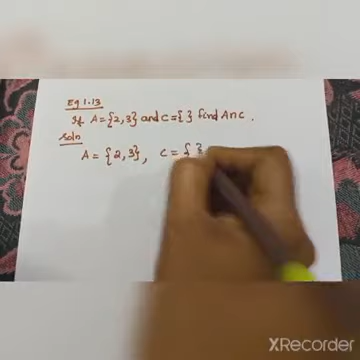 Eg 1.13
If A = {2,3} and C = { } find A∩C.
Soln
A = {2,3}, C = { }
XRecorder